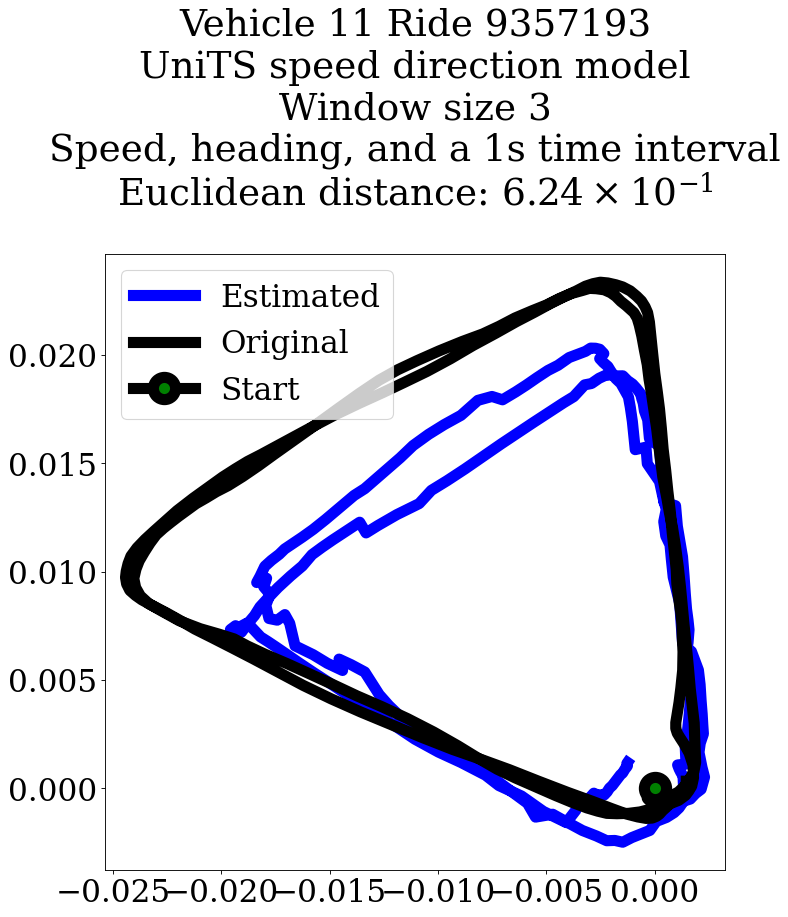 Vehicle 11 Ride 9357193
UniTS speed direction model
Window size 3
Speed, heading, and a 1s time interval
Euclidean distance: 6.24 × 10⁻¹
Estimated
Original
Start
0.020
0.015
0.010
0.005
0.000
−0.025 −0.020 −0.015 −0.010 −0.005 0.000